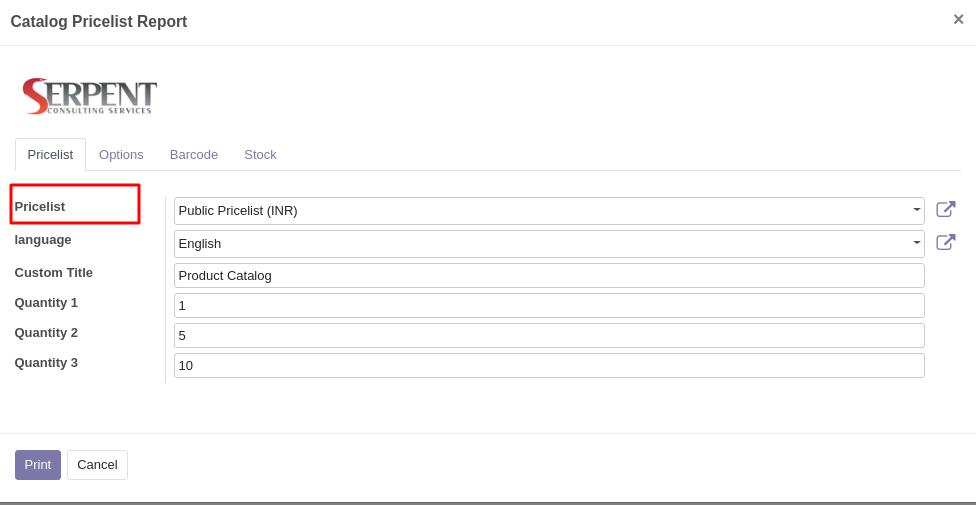 Catalog Pricelist Report ×
SERPENT
CONSULTING SERVICES
Pricelist Options Barcode Stock
Pricelist Public Pricelist (INR)
language English
Custom Title Product Catalog
Quantity 1 1
Quantity 2 5
Quantity 3 10
Print Cancel